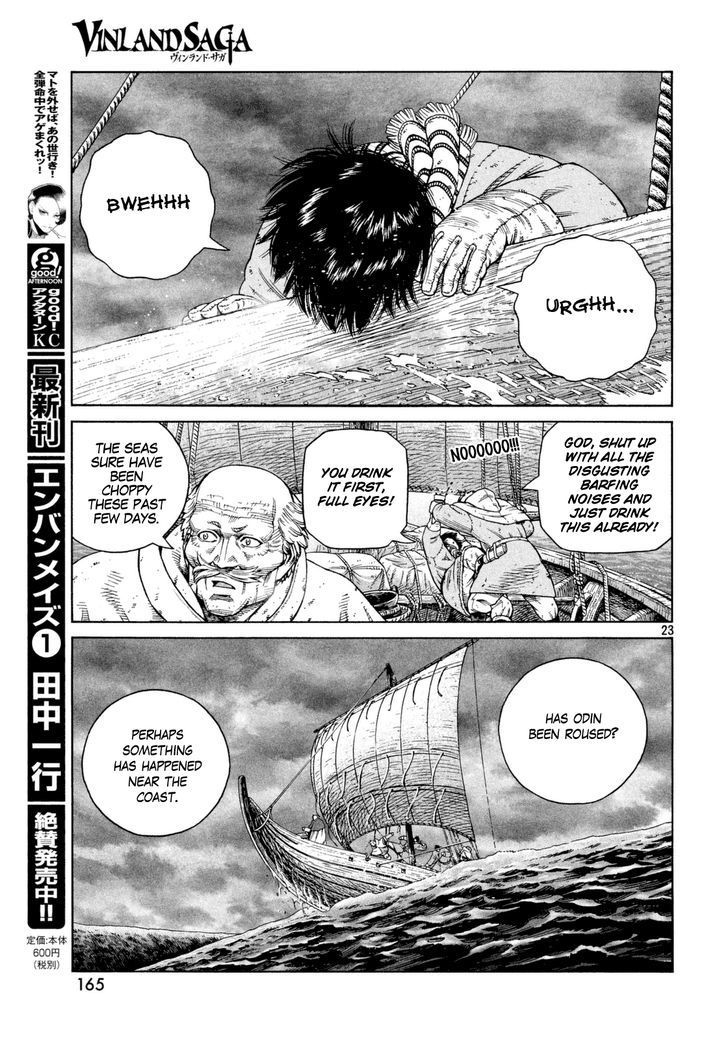 VINLAND SAGA
ヴィンランド・サガ
マトを外せば、あの世行き!
全弾命中でアゲまくれッ!
good!
AFTERNOON
good!
アフタヌーン
KC
最新刊
エンバンメイズ
1
田中一行
絶賛発売中!!
定価:本体
600円
(税別)
BWEHHH
URGHH...
GOD, SHUT UP
WITH ALL THE
DISGUSTING
BARFING
NOISES AND
JUST DRINK
THIS ALREADY!
NOOOOOO!!!
YOU DRINK
IT FIRST,
FULL EYES!
THE SEAS
SURE HAVE
BEEN
CHOPPY
THESE PAST
FEW DAYS.
23
HAS ODIN
BEEN ROUSED?
PERHAPS
SOMETHING
HAS HAPPENED
NEAR THE
COAST.
165